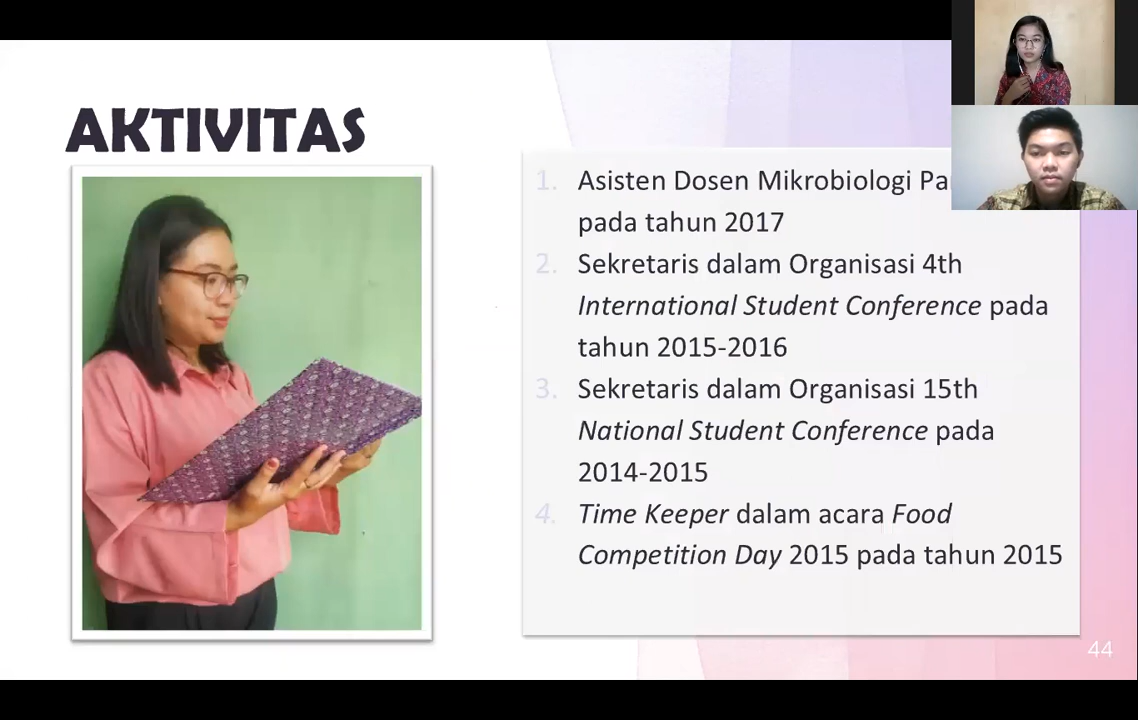 AKTIVITAS
1. Asisten Dosen Mikrobiologi
pada tahun 2017
2. Sekretaris dalam Organisasi 4th
International Student Conference pada
tahun 2015-2016
3. Sekretaris dalam Organisasi 15th
National Student Conference pada
2014-2015
4. Time Keeper dalam acara Food
Competition Day 2015 pada tahun 2015
44